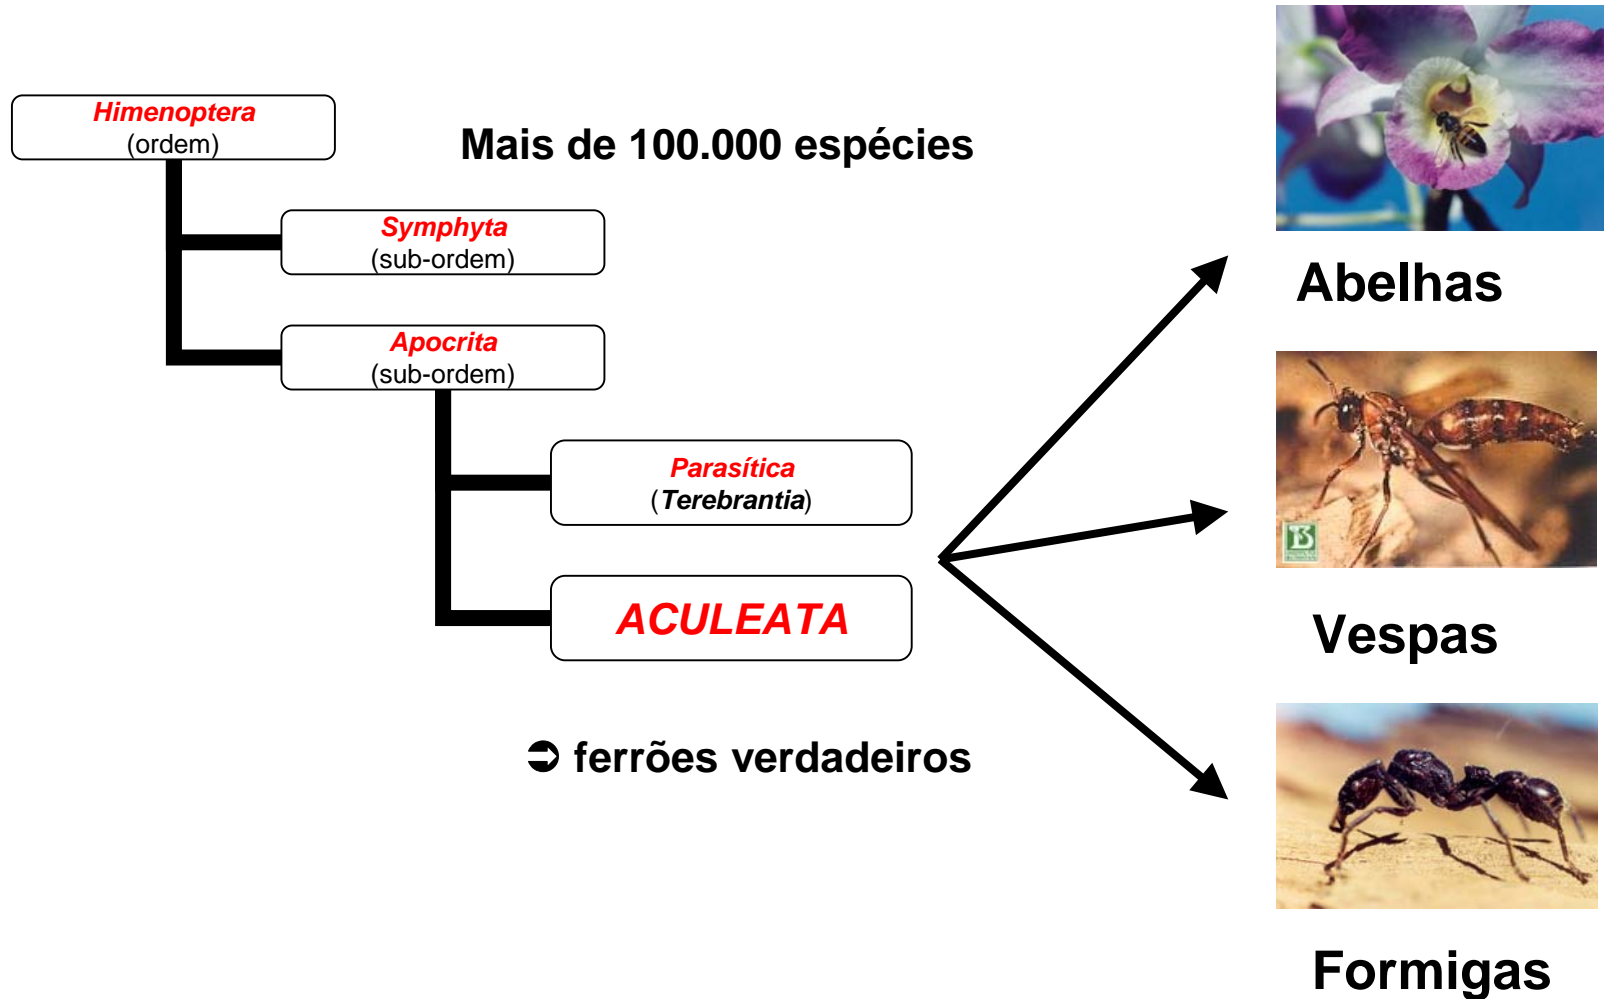 Himenoptera
(ordem)
Mais de 100.000 espécies
Symphyta
(sub-ordem)
Apocrita
(sub-ordem)
Parasítica
(Terebrantia)
ACULEATA
➲ ferrões verdadeiros
Abelhas
Vespas
Formigas